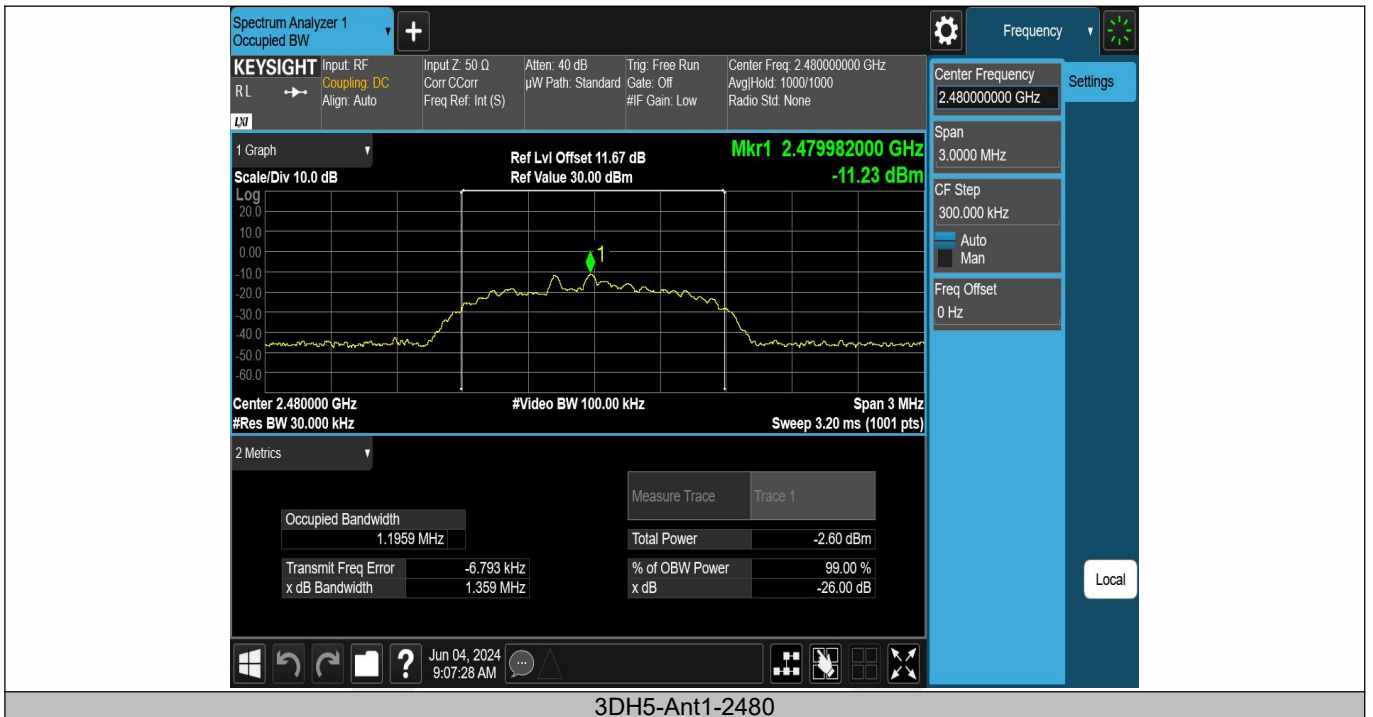 Spectrum Analyzer 1
Occupied BW
Frequency
KEYSIGHT
RL
LXI
Input: RF
Coupling: DC
Align: Auto
Input Z: 50 Ω
Corr CCorr
Freq Ref: Int (S)
Atten: 40 dB
µW Path: Standard
Trig: Free Run
Gate: Off
#IF Gain: Low
Center Freq: 2.480000000 GHz
Avg|Hold: 1000/1000
Radio Std: None
Center Frequency
2.480000000 GHz
Settings
Span
3.0000 MHz
CF Step
300.000 kHz
Auto
Man
Freq Offset
0 Hz
Local
1 Graph
Scale/Div 10.0 dB
Ref Lvl Offset 11.67 dB
Ref Value 30.00 dBm
Mkr1 2.479982000 GHz
-11.23 dBm
Log
20.0
10.0
0.00
-10.0
-20.0
-30.0
-40.0
-50.0
-60.0
1
Center 2.480000 GHz
#Video BW 100.00 kHz
Span 3 MHz
#Res BW 30.000 kHz
Sweep 3.20 ms (1001 pts)
2 Metrics
Measure Trace Trace 1
Occupied Bandwidth
1.1959 MHz
Total Power -2.60 dBm
Transmit Freq Error -6.793 kHz
% of OBW Power 99.00 %
x dB Bandwidth 1.359 MHz
x dB -26.00 dB
?
Jun 04, 2024
9:07:28 AM
3DH5-Ant1-2480